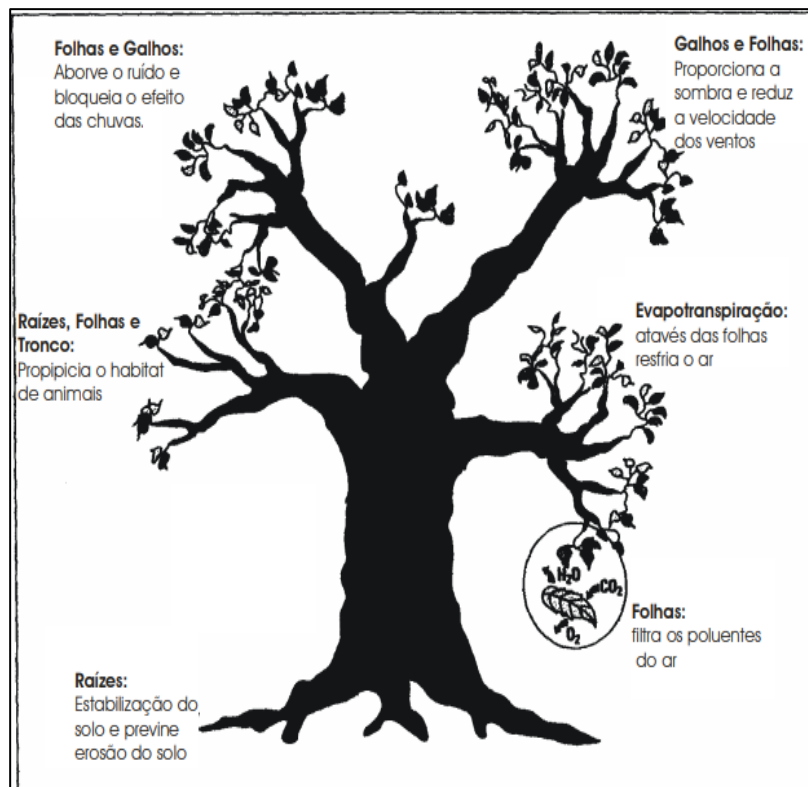 Folhas e Galhos:
Aborve o ruído e
bloqueia o efeito
das chuvas.
Galhos e Folhas:
Proporciona a
sombra e reduz
a velocidade
dos ventos
Raízes, Folhas e
Tronco:
Propipicia o habitat
de animais
Evapotranspiração:
atavés das folhas
resfria o ar
H₂O
CO₂
O₂
Folhas:
filtra os poluentes
do ar
Raízes:
Estabilização do
solo e previne
erosão do solo